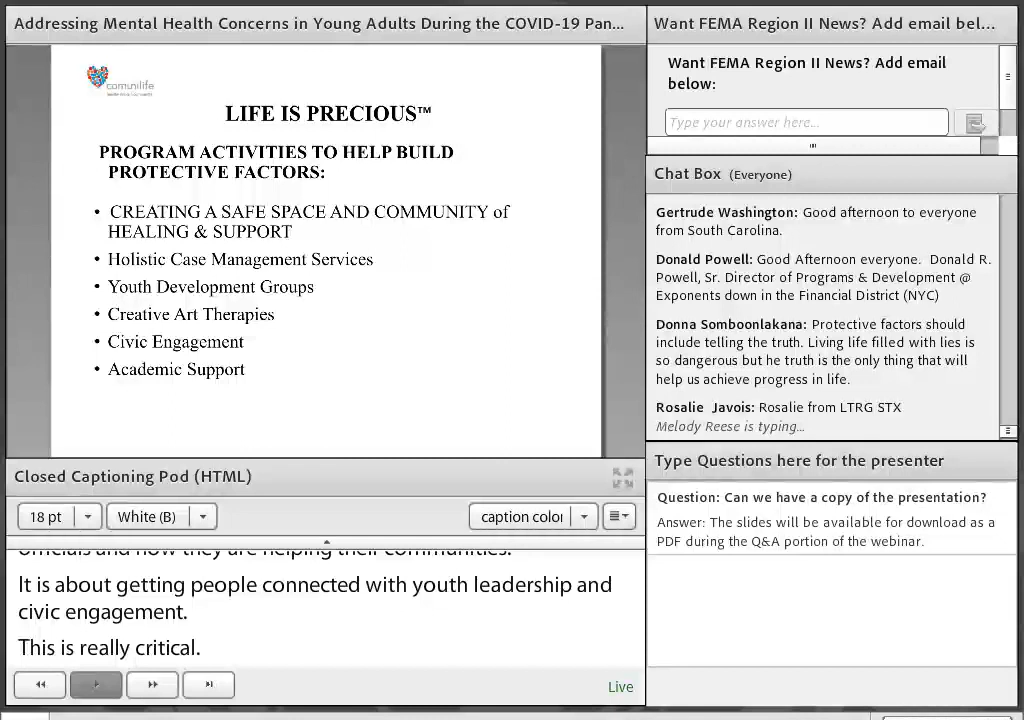 Addressing Mental Health Concerns in Young Adults During the COVID-19 Pan...
comunilife
LIFE IS PRECIOUS™
PROGRAM ACTIVITIES TO HELP BUILD
PROTECTIVE FACTORS:
• CREATING A SAFE SPACE AND COMMUNITY of
HEALING & SUPPORT
• Holistic Case Management Services
• Youth Development Groups
• Creative Art Therapies
• Civic Engagement
• Academic Support
Closed Captioning Pod (HTML)
18 pt
White (B)
caption color
officials and how they are helping their communities.
It is about getting people connected with youth leadership and
civic engagement.
This is really critical.
Live
Want FEMA Region II News? Add email bel...
Want FEMA Region II News? Add email
below:
Type your answer here...
Chat Box (Everyone)
Gertrude Washington: Good afternoon to everyone
from South Carolina.
Donald Powell: Good Afternoon everyone. Donald R.
Powell, Sr. Director of Programs & Development @
Exponents down in the Financial District (NYC)
Donna Somboonlakana: Protective factors should
include telling the truth. Living life filled with lies is
so dangerous but he truth is the only thing that will
help us achieve progress in life.
Rosalie Javois: Rosalie from LTRG STX
Melody Reese is typing...
Type Questions here for the presenter
Question: Can we have a copy of the presentation?
Answer: The slides will be available for download as a
PDF during the Q&A portion of the webinar.